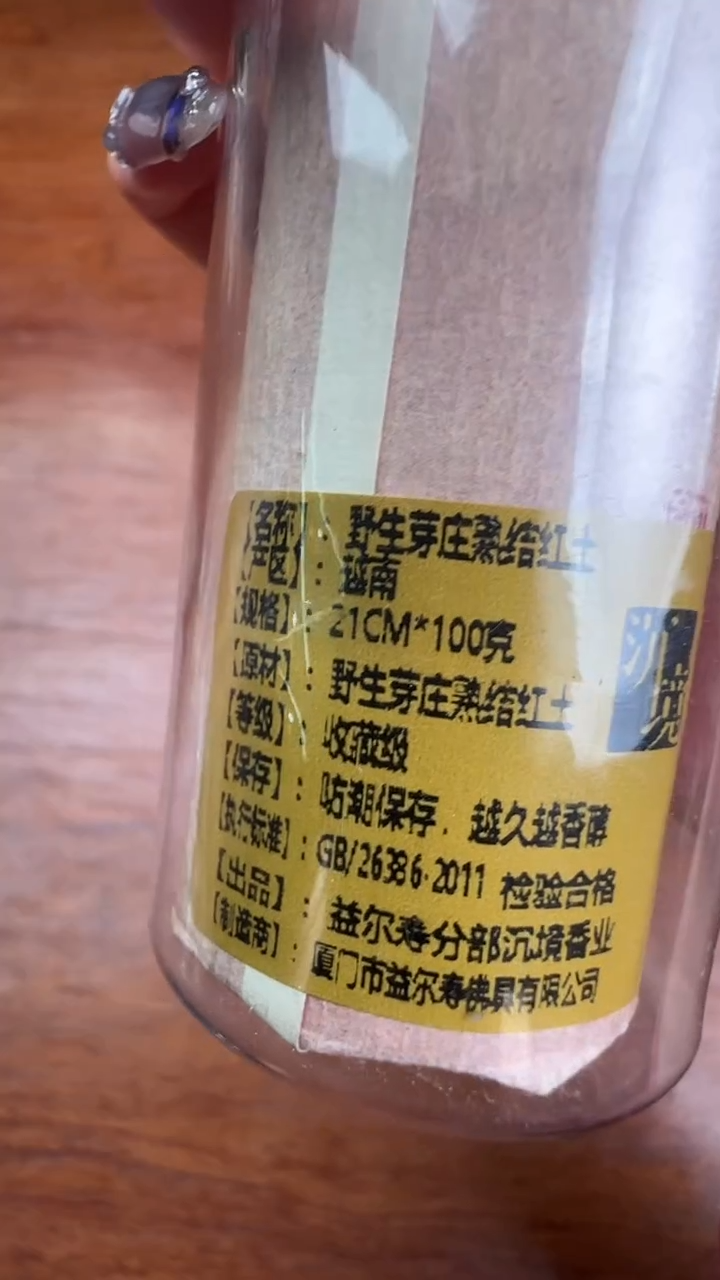 【名称】：野生芽庄熟结红土
【产区】：越南
【规格】：21CM*100克
【原材】：野生芽庄熟结红土
【等级】：收藏级
【保存】：防潮保存，越久越香醇
【执行标准】：GB/26386-2011 检验合格
【出品】：益尔寿分部沉境香业
【制造商】：厦门市益尔寿佛具有限公司
沉境